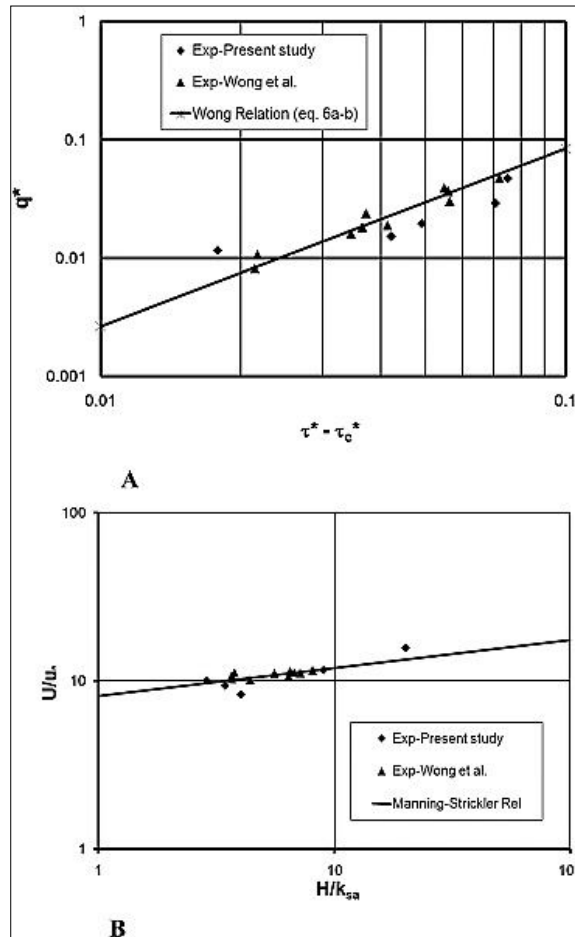 1
Exp-Present study
Exp-Wong et al.
Wong Relation (eq. 6a-b)
0.1
q*
0.01
0.001
0.01
0.1
τ* - τc*
A
100
U/u*
10
Exp-Present study
Exp-Wong et al.
Manning-Strickler Rel
1
1
10
10
H/ksa
B